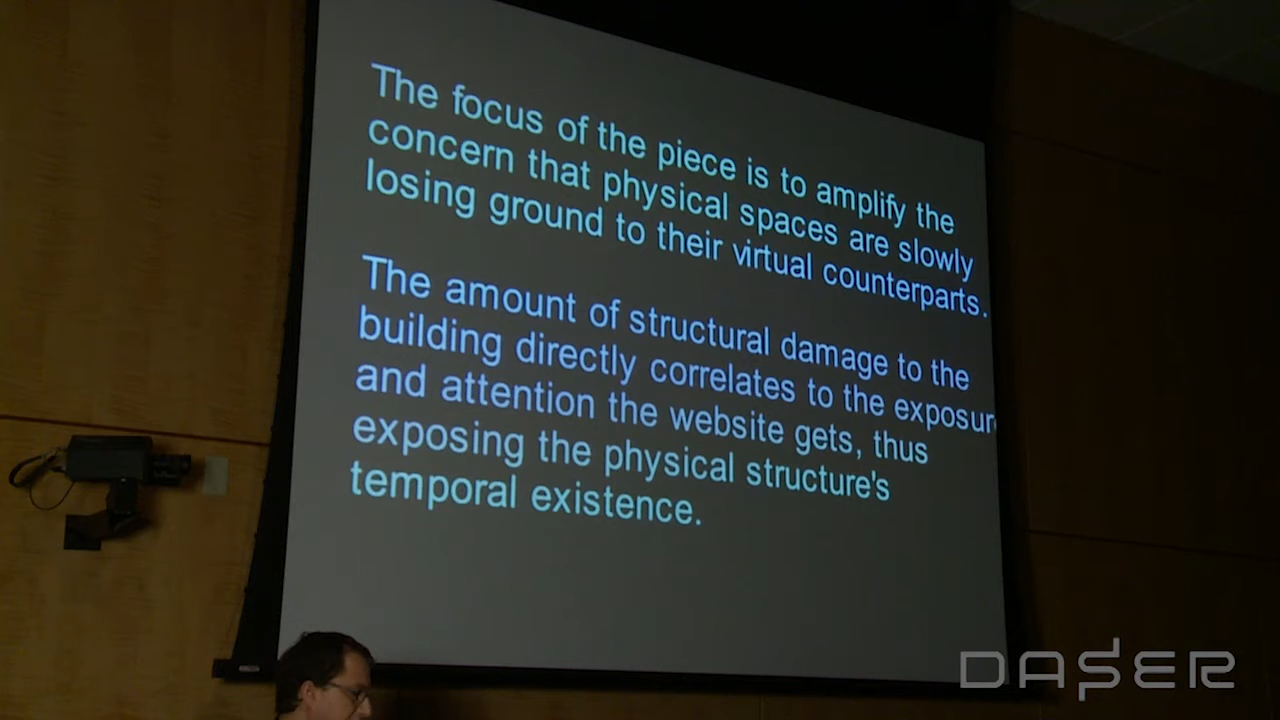 The focus of the piece is to amplify the
concern that physical spaces are slowly
losing ground to their virtual counterparts.
The amount of structural damage to the
building directly correlates to the exposur
and attention the website gets, thus
exposing the physical structure's
temporal existence.
DASER